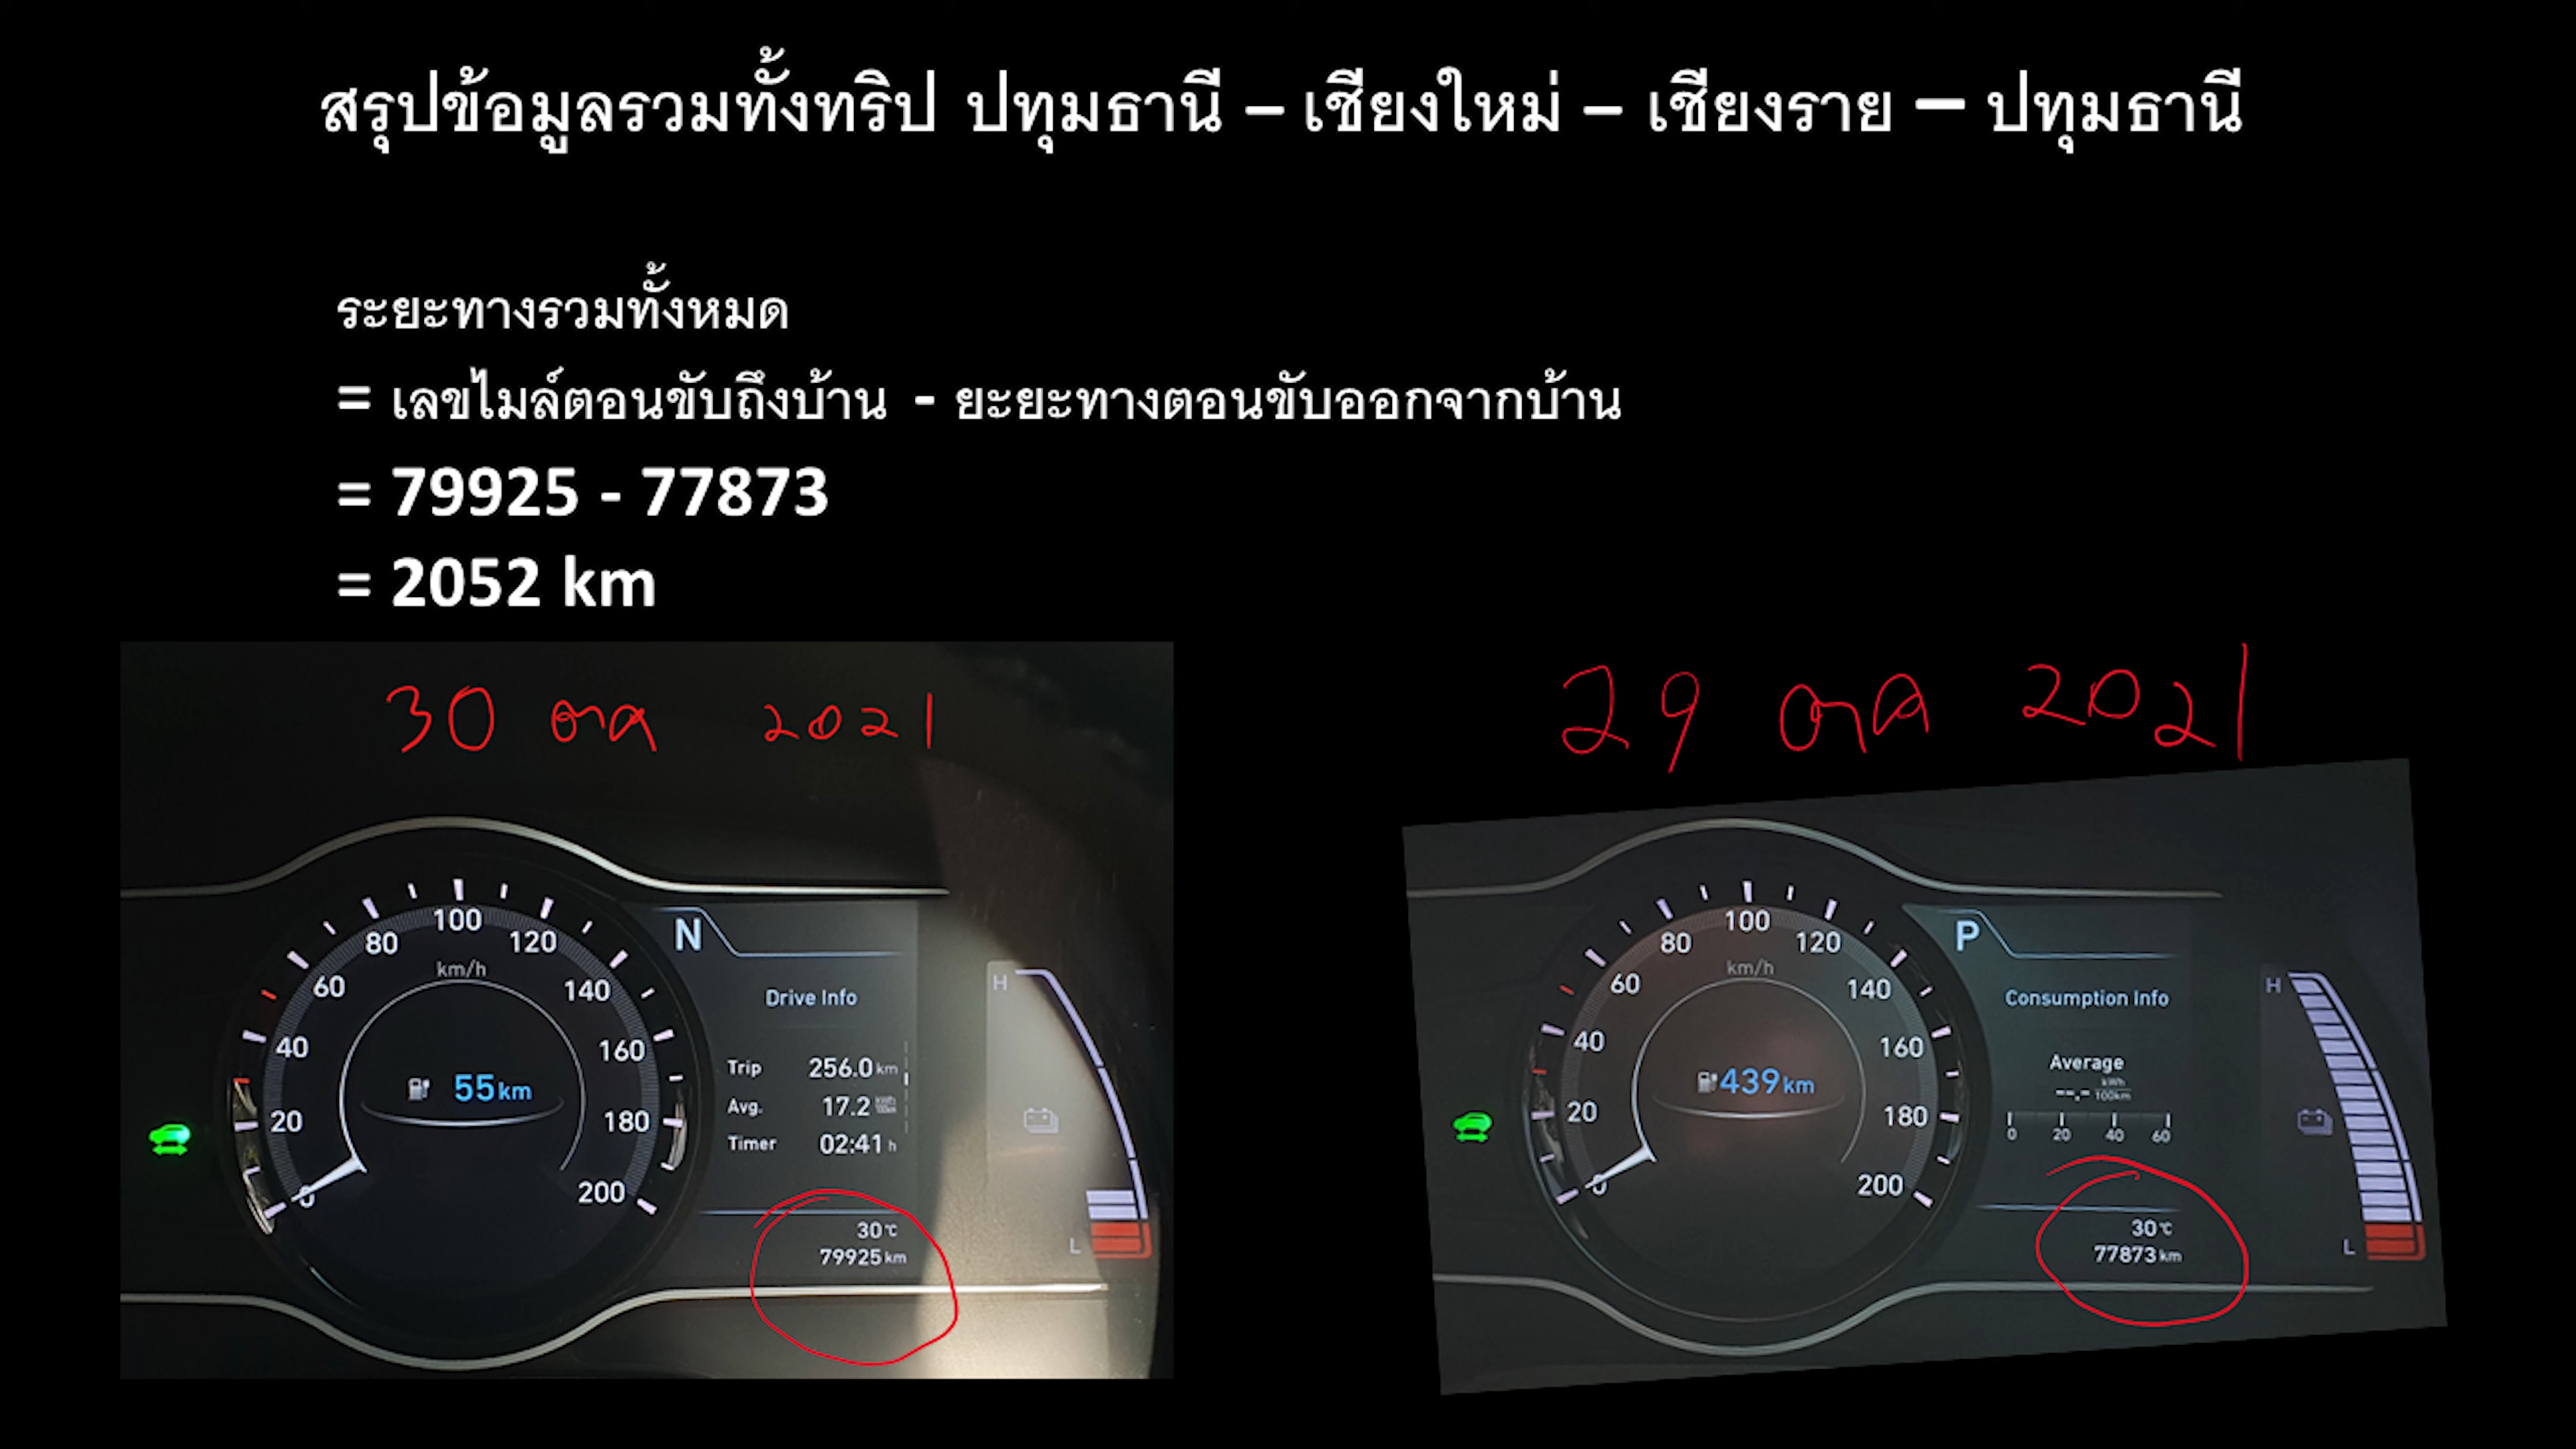 สรุปข้อมูลรวมทั้งทริป ปทุมธานี – เชียงใหม่ – เชียงราย – ปทุมธานี
ระยะทางรวมทั้งหมด
= เลขไมล์ตอนขับถึงบ้าน - ยะยะทางตอนขับออกจากบ้าน
= 79925 - 77873
= 2052 km
30 ตค 2021
0 20 40 60 80 100 120 140 160 180 200
km/h
55 km
N
Drive Info
Trip 256.0 km
Avg. 17.2 kWh/100km
Timer 02:41 h
30 °C
79925 km
H
L
29 ตค 2021
0 20 40 60 80 100 120 140 160 180 200
km/h
439 km
P
Consumption Info
Average
--.- kWh/100km
0 20 40 60
30 °C
77873 km
H
L